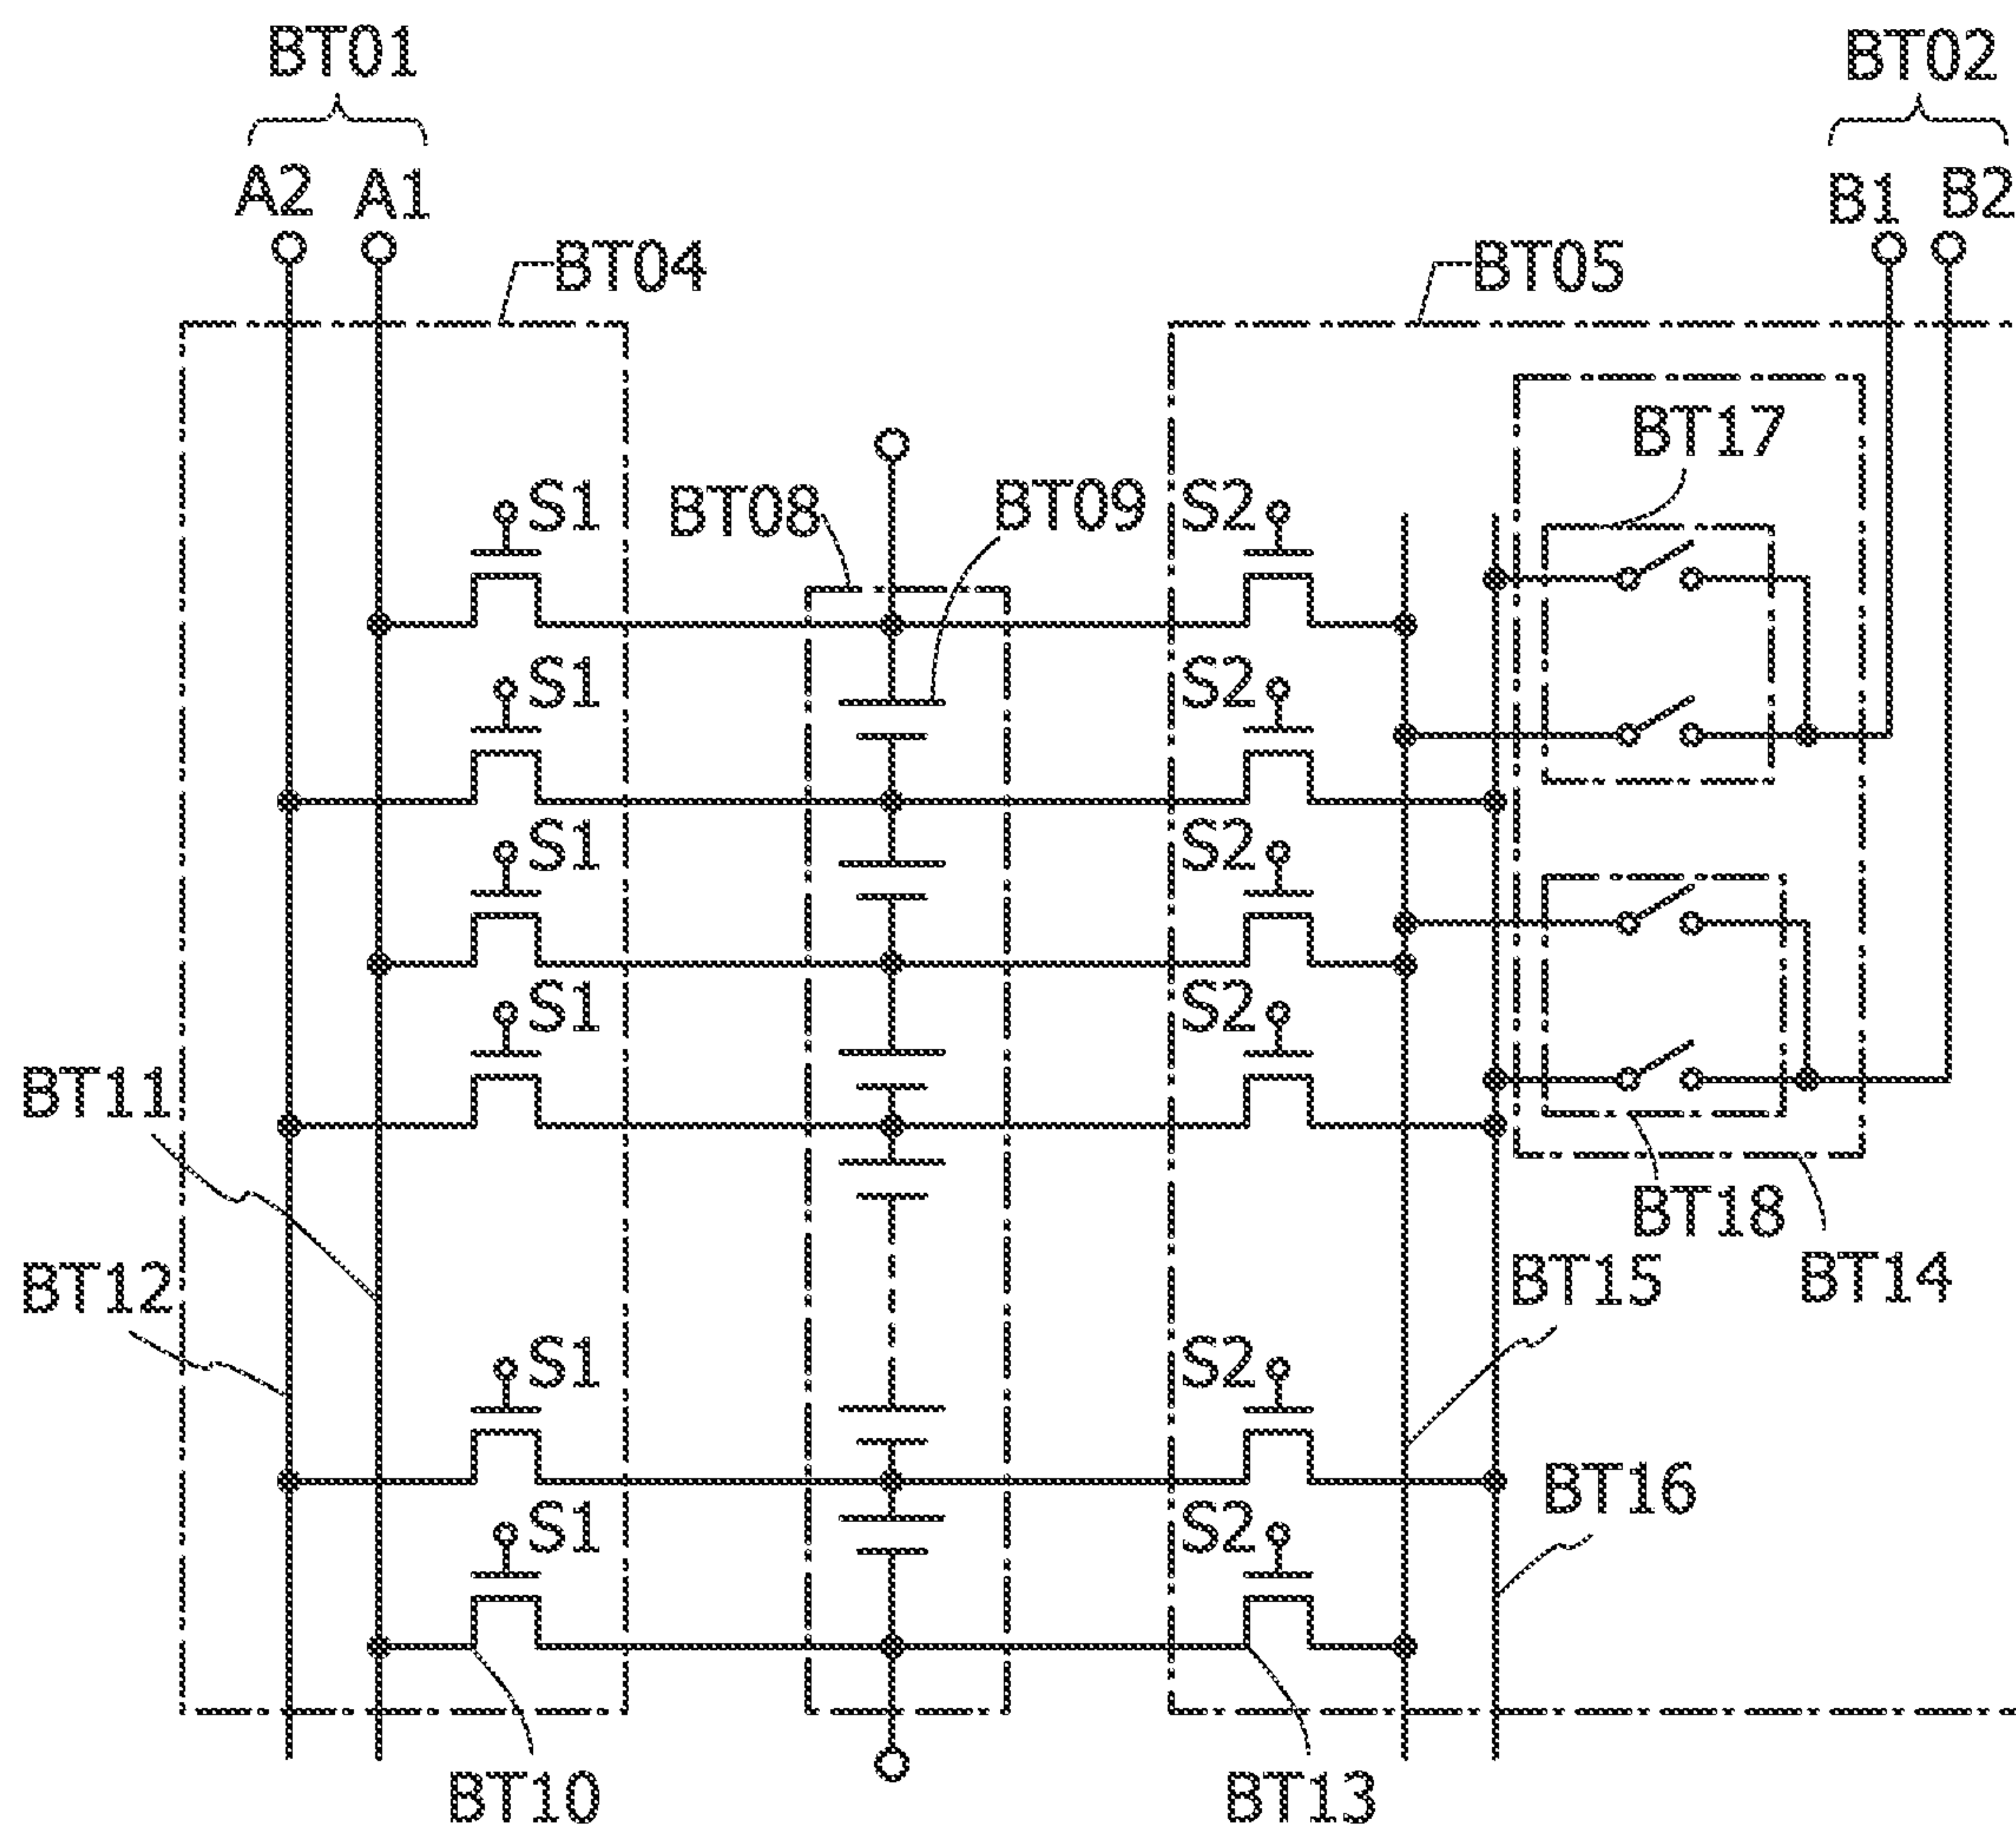 BT01
BT02
A2 A1
B1 B2
BT04
BT05
BT17
BT08
BT09
S1
S2
S1
S2
S1
S2
S1
S2
BT11
BT18
BT14
BT12
BT15
S1
S2
BT16
S1
S2
BT10
BT13